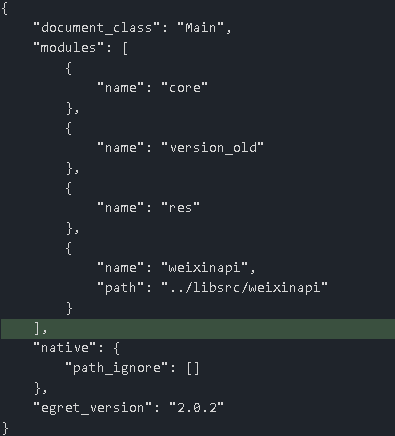 {
    "document_class": "Main",
    "modules": [
        {
            "name": "core"
        },
        {
            "name": "version_old"
        },
        {
            "name": "res"
        },
        {
            "name": "weixinapi",
            "path": "../libsrc/weixinapi"
        }
    ],
    "native": {
        "path_ignore": []
    },
    "egret_version": "2.0.2"
}